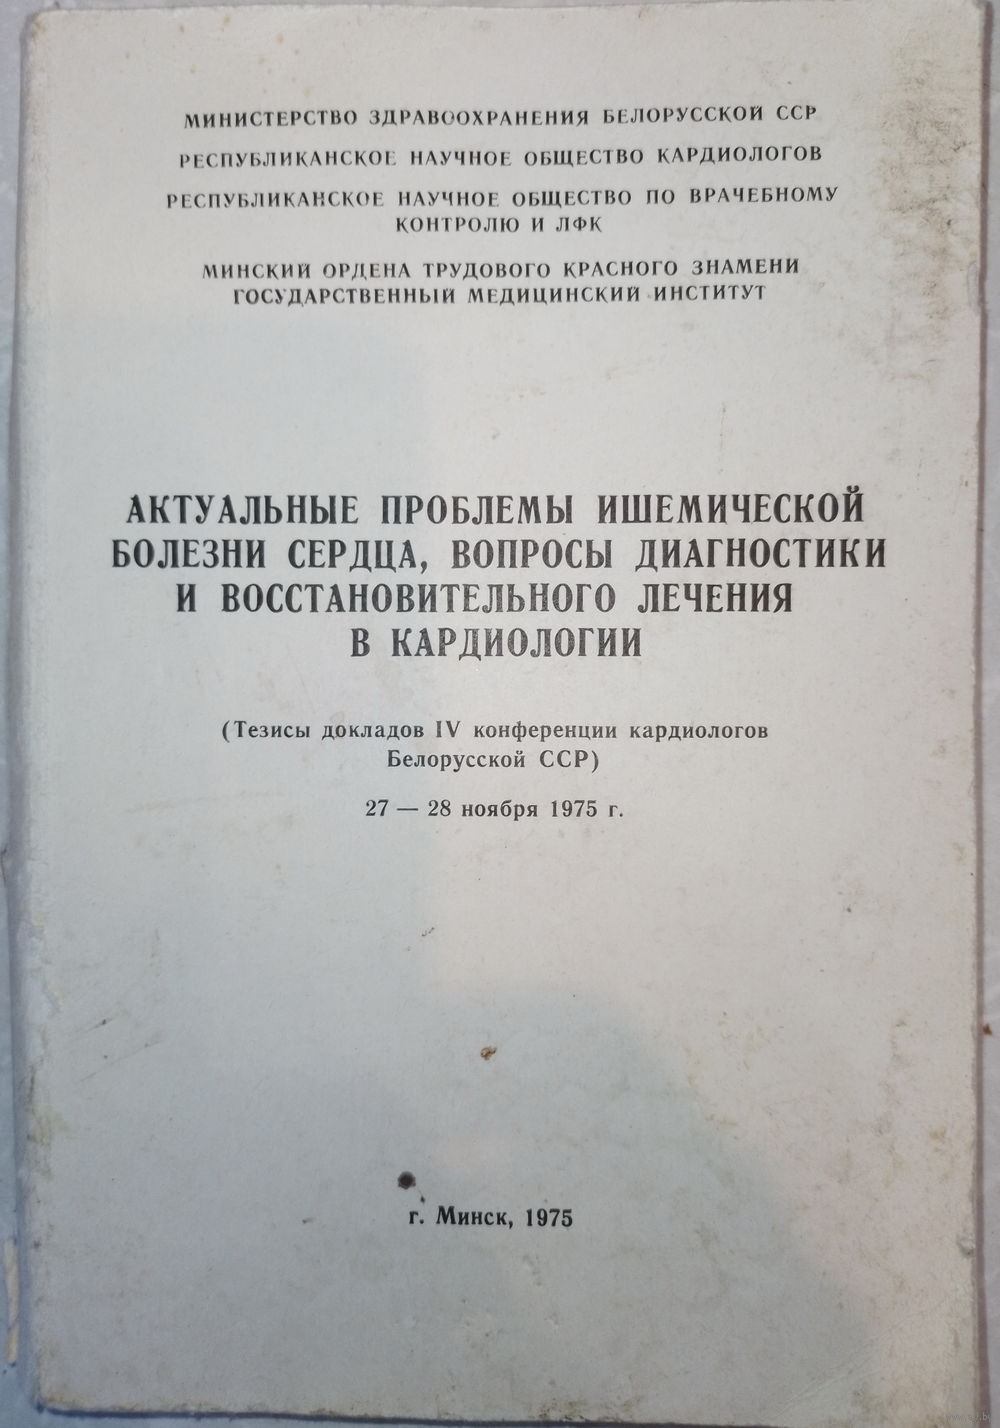 МИНИСТЕРСТВО ЗДРАВООХРАНЕНИЯ БЕЛОРУССКОЙ ССР
РЕСПУБЛИКАНСКОЕ НАУЧНОЕ ОБЩЕСТВО КАРДИОЛОГОВ
РЕСПУБЛИКАНСКОЕ НАУЧНОЕ ОБЩЕСТВО ПО ВРАЧЕБНОМУ
КОНТРОЛЮ И ЛФК
МИНСКИЙ ОРДЕНА ТРУДОВОГО КРАСНОГО ЗНАМЕНИ
ГОСУДАРСТВЕННЫЙ МЕДИЦИНСКИЙ ИНСТИТУТ
АКТУАЛЬНЫЕ ПРОБЛЕМЫ ИШЕМИЧЕСКОЙ
БОЛЕЗНИ СЕРДЦА, ВОПРОСЫ ДИАГНОСТИКИ
И ВОССТАНОВИТЕЛЬНОГО ЛЕЧЕНИЯ
В КАРДИОЛОГИИ
(Тезисы докладов IV конференции кардиологов
Белорусской ССР)
27 — 28 ноября 1975 г.
г. Минск, 1975